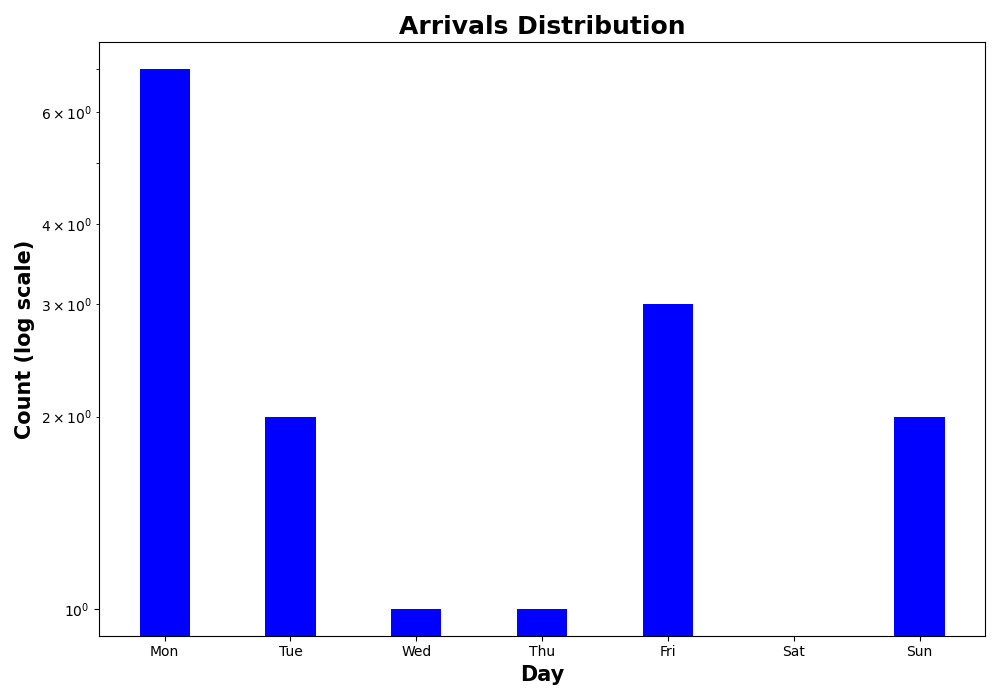 Arrivals Distribution
Count (log scale)
6 × 10⁰
4 × 10⁰
3 × 10⁰
2 × 10⁰
10⁰
Mon Tue Wed Thu Fri Sat Sun
Day